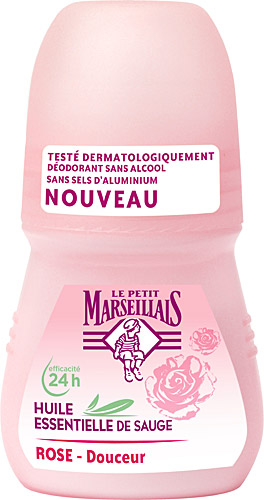 TESTÉ DERMATOLOGIQUEMENT
DÉODORANT SANS ALCOOL
SANS SELS D'ALUMINIUM
NOUVEAU
LE PETIT
MARSEILLAIS
efficacité
24h
HUILE
ESSENTIELLE DE SAUGE
ROSE - Douceur